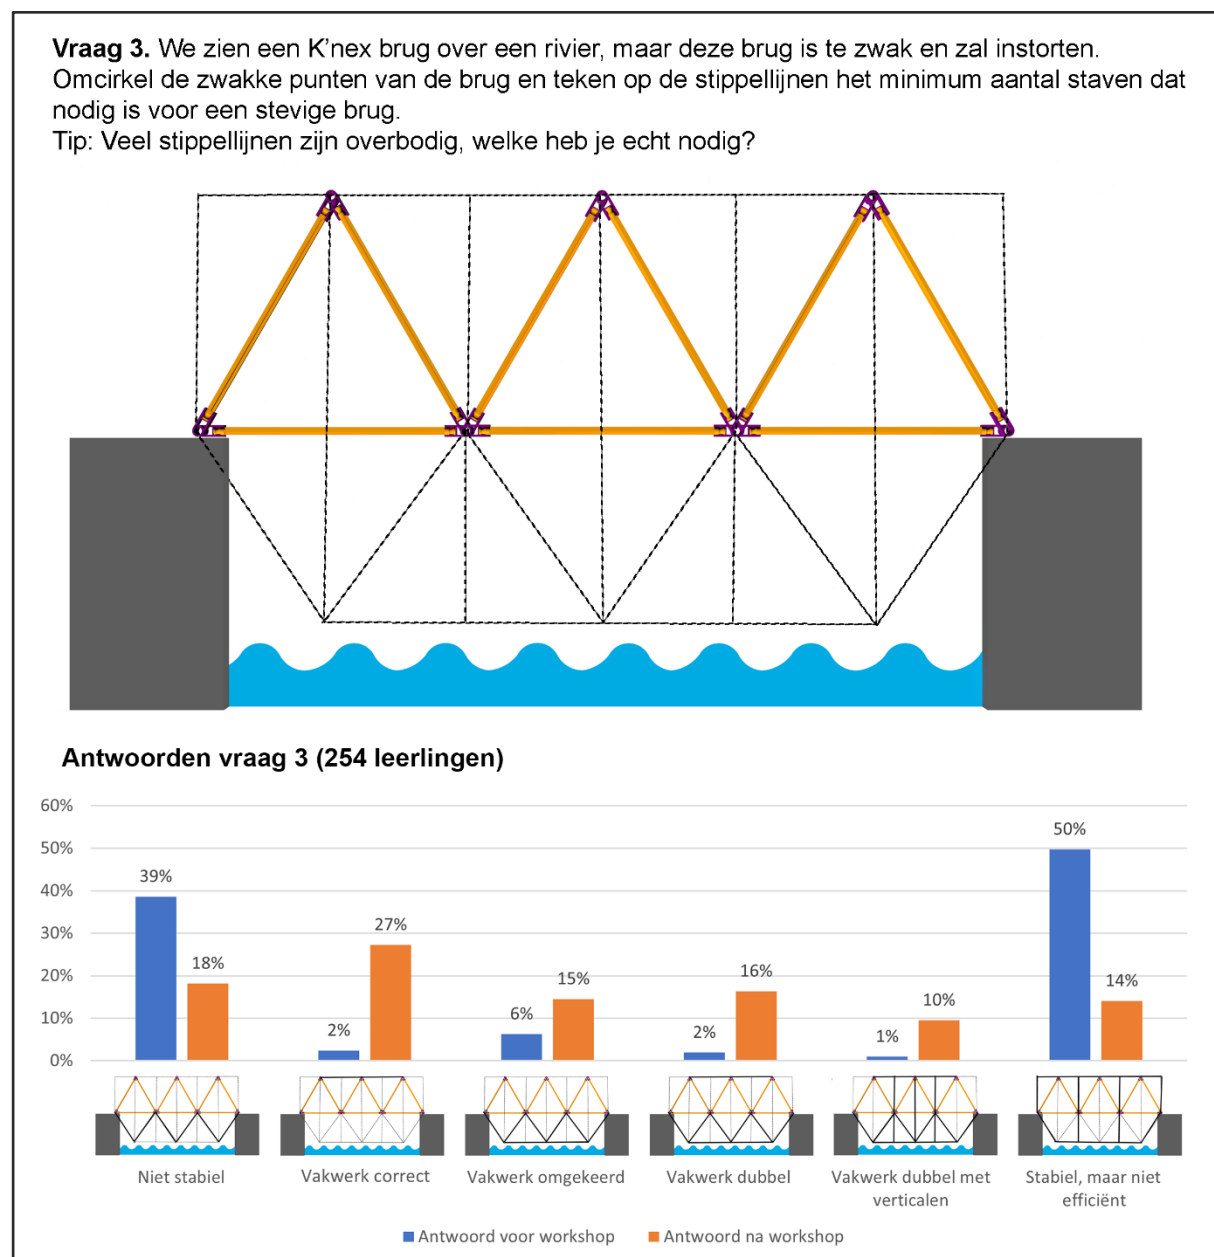 Vraag 3. We zien een K’nex brug over een rivier, maar deze brug is te zwak en zal instorten.
Omcirkel de zwakke punten van de brug en teken op de stippellijnen het minimum aantal staven dat
nodig is voor een stevige brug.
Tip: Veel stippellijnen zijn overbodig, welke heb je echt nodig?
Antwoorden vraag 3 (254 leerlingen)
60%
50%
40%
30%
20%
10%
0%
39%
18%
2%
27%
6%
15%
2%
16%
1%
10%
50%
14%
Niet stabiel
Vakwerk correct
Vakwerk omgekeerd
Vakwerk dubbel
Vakwerk dubbel met
verticalen
Stabiel, maar niet
efficiënt
Antwoord voor workshop
Antwoord na workshop